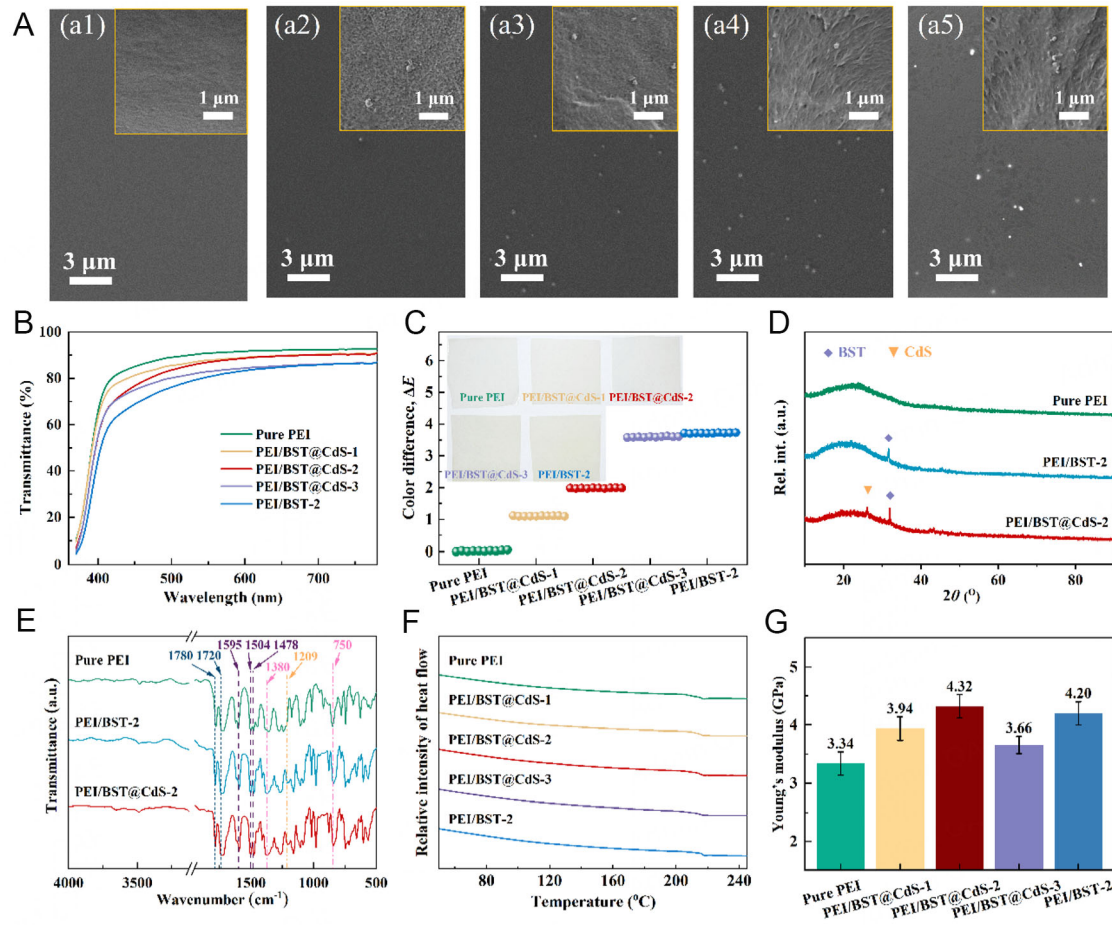 A
(a1)
1 μm
3 μm
(a2)
1 μm
3 μm
(a3)
1 μm
3 μm
(a4)
1 μm
3 μm
(a5)
1 μm
3 μm
B
Transmittance (%)
100
80
60
40
20
0
Pure PEI
PEI/BST@CdS-1
PEI/BST@CdS-2
PEI/BST@CdS-3
PEI/BST-2
400
500
600
700
Wavelength (nm)
C
Color difference, ΔE
6
5
4
3
2
1
0
Pure PEI
PEI/BST@CdS-1
PEI/BST@CdS-2
PEI/BST@CdS-3
PEI/BST-2
Pure PEI
PEI/BST@CdS-1
PEI/BST@CdS-2
PEI/BST@CdS-3
PEI/BST-2
D
Rel. int. (a.u.)
BST
CdS
Pure PEI
PEI/BST-2
PEI/BST@CdS-2
20
40
60
80
2θ (O)
E
Transmittance (a.u.)
1595
1504
1478
1780
1720
1380
1209
750
Pure PEI
PEI/BST-2
PEI/BST@CdS-2
4000
3500
1500
1000
500
Wavenumber (cm⁻¹)
F
Relative intensity of heat flow
Pure PEI
PEI/BST@CdS-1
PEI/BST@CdS-2
PEI/BST@CdS-3
PEI/BST-2
80
120
160
200
240
Temperature (⁰C)
G
Young's modulus (GPa)
5
4
3
2
3.34
3.94
4.32
3.66
4.20
Pure PEI
PEI/BST@CdS-1
PEI/BST@CdS-2
PEI/BST@CdS-3
PEI/BST-2